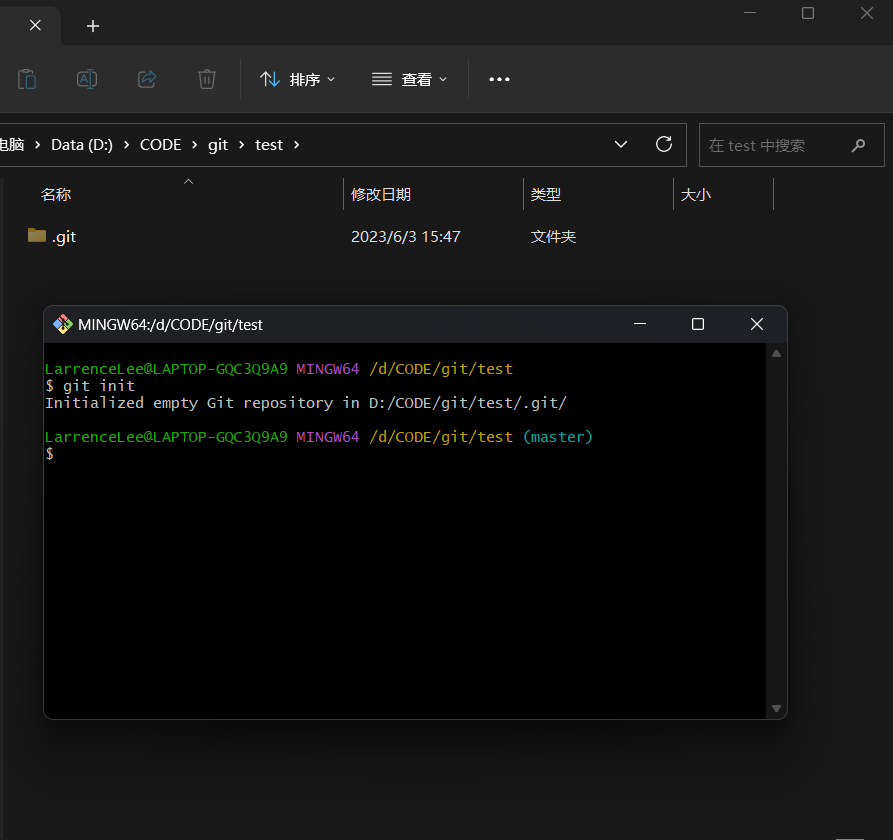 排序 查看
电脑 Data (D:) CODE git test 在 test 中搜索
名称 修改日期 类型 大小
.git 2023/6/3 15:47 文件夹
MINGW64:/d/CODE/git/test
LarrenceLee@LAPTOP-GQC3Q9A9 MINGW64 /d/CODE/git/test
$ git init
Initialized empty Git repository in D:/CODE/git/test/.git/
LarrenceLee@LAPTOP-GQC3Q9A9 MINGW64 /d/CODE/git/test (master)
$